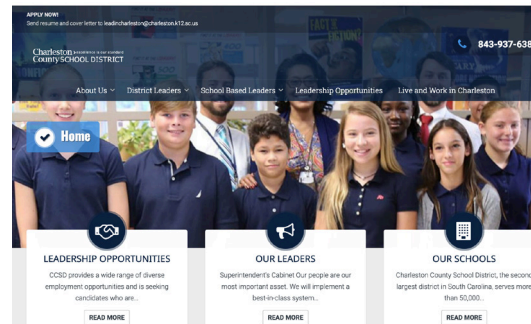 APPLY NOW!
Send resume and cover letter to leadincharleston@charleston.k12.sc.us
FACT &
FICTION!
843-937-638
Charleston
County SCHOOL DISTRICT
About Us District Leaders School Based Leaders Leadership Opportunities Live and Work in Charleston
Home
LEADERSHIP OPPORTUNITIES
CCSD provides a wide range of diverse
employment opportunities and is seeking
candidates who are...
READ MORE
OUR LEADERS
Superintendent's Cabinet Our people are our
most important asset. We will implement a
best-in-class system...
READ MORE
OUR SCHOOLS
Charleston County School District, the second
largest district in South Carolina, serves more
than 50,000...
READ MORE